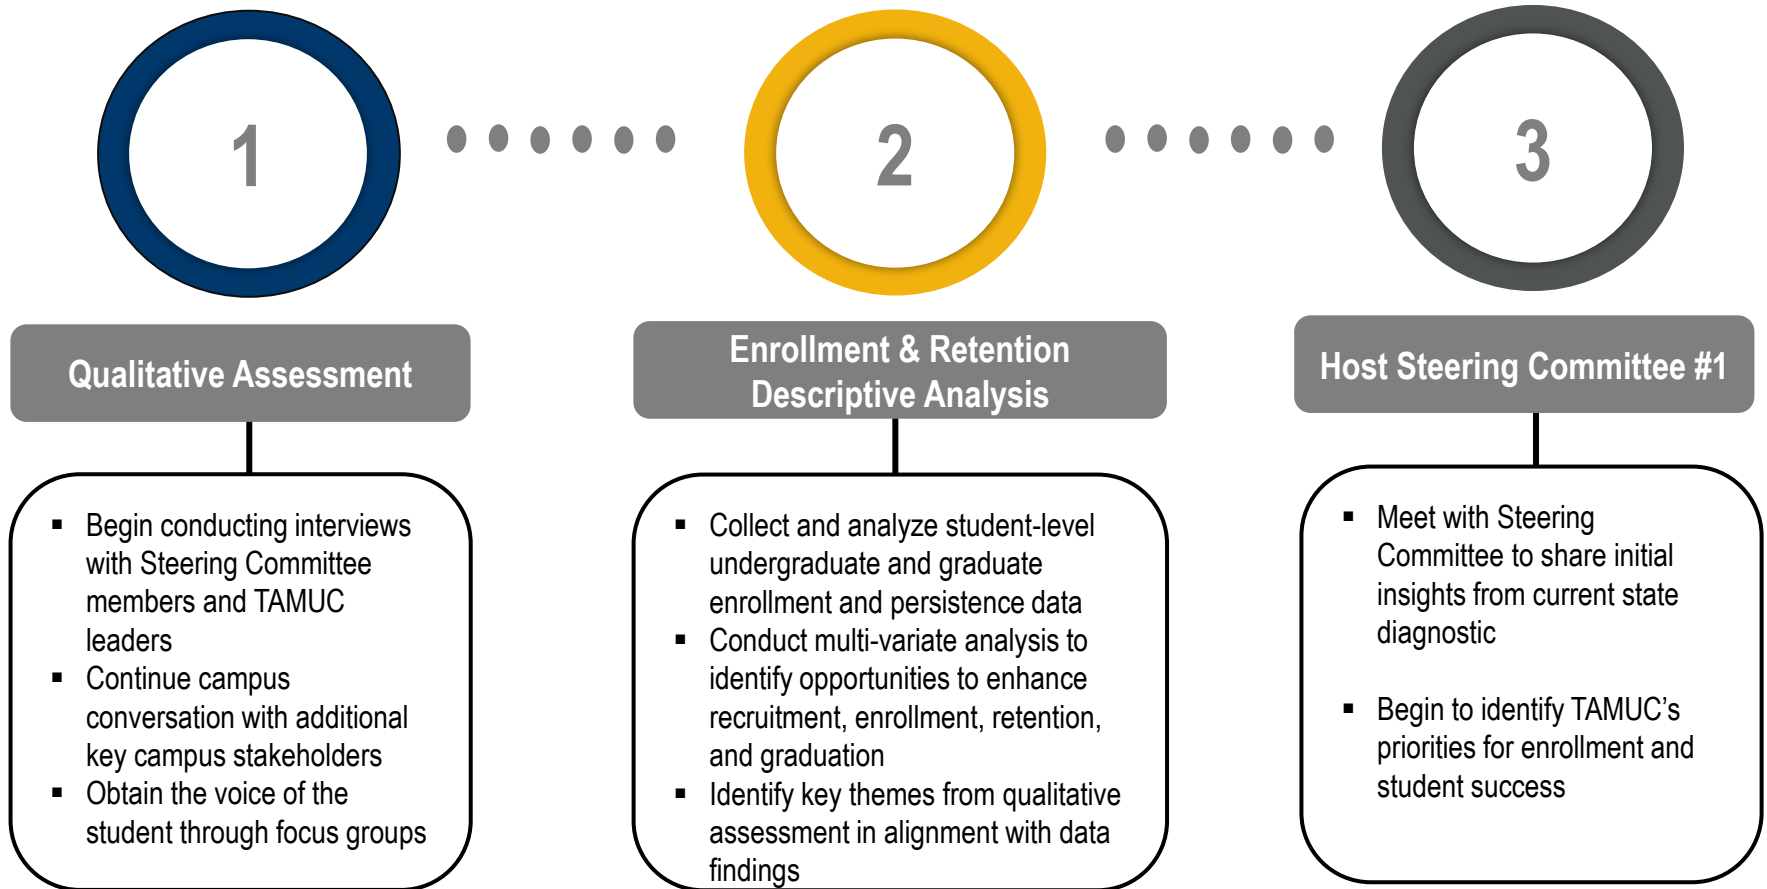 1
2
3
Qualitative Assessment
▪ Begin conducting interviews
with Steering Committee
members and TAMUC
leaders
▪ Continue campus
conversation with additional
key campus stakeholders
▪ Obtain the voice of the
student through focus groups
Enrollment & Retention
Descriptive Analysis
▪ Collect and analyze student-level
undergraduate and graduate
enrollment and persistence data
▪ Conduct multi-variate analysis to
identify opportunities to enhance
recruitment, enrollment, retention,
and graduation
▪ Identify key themes from qualitative
assessment in alignment with data
findings
Host Steering Committee #1
▪ Meet with Steering
Committee to share initial
insights from current state
diagnostic
▪ Begin to identify TAMUC’s
priorities for enrollment and
student success